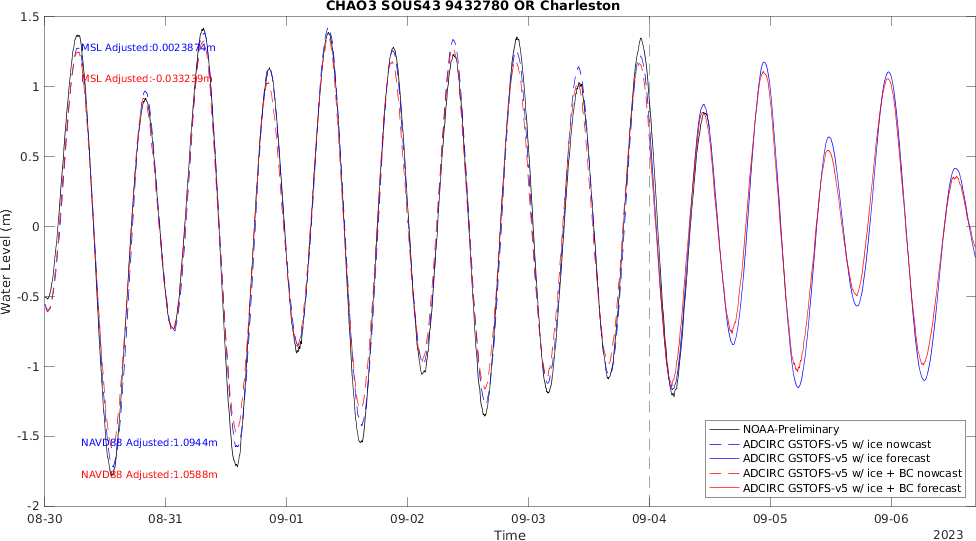 CHAO3 SOUS43 9432780 OR Charleston
1.5
1
0.5
0
-0.5
-1
-1.5
-2
Water Level (m)
MSL Adjusted:0.0023874m
MSL Adjusted:-0.033239m
NAVD88 Adjusted:1.0944m
NAVD88 Adjusted:1.0588m
NOAA-Preliminary
ADCIRC GSTOFS-v5 w/ ice nowcast
ADCIRC GSTOFS-v5 w/ ice forecast
ADCIRC GSTOFS-v5 w/ ice + BC nowcast
ADCIRC GSTOFS-v5 w/ ice + BC forecast
08-30 08-31 09-01 09-02 09-03 09-04 09-05 09-06
Time
2023